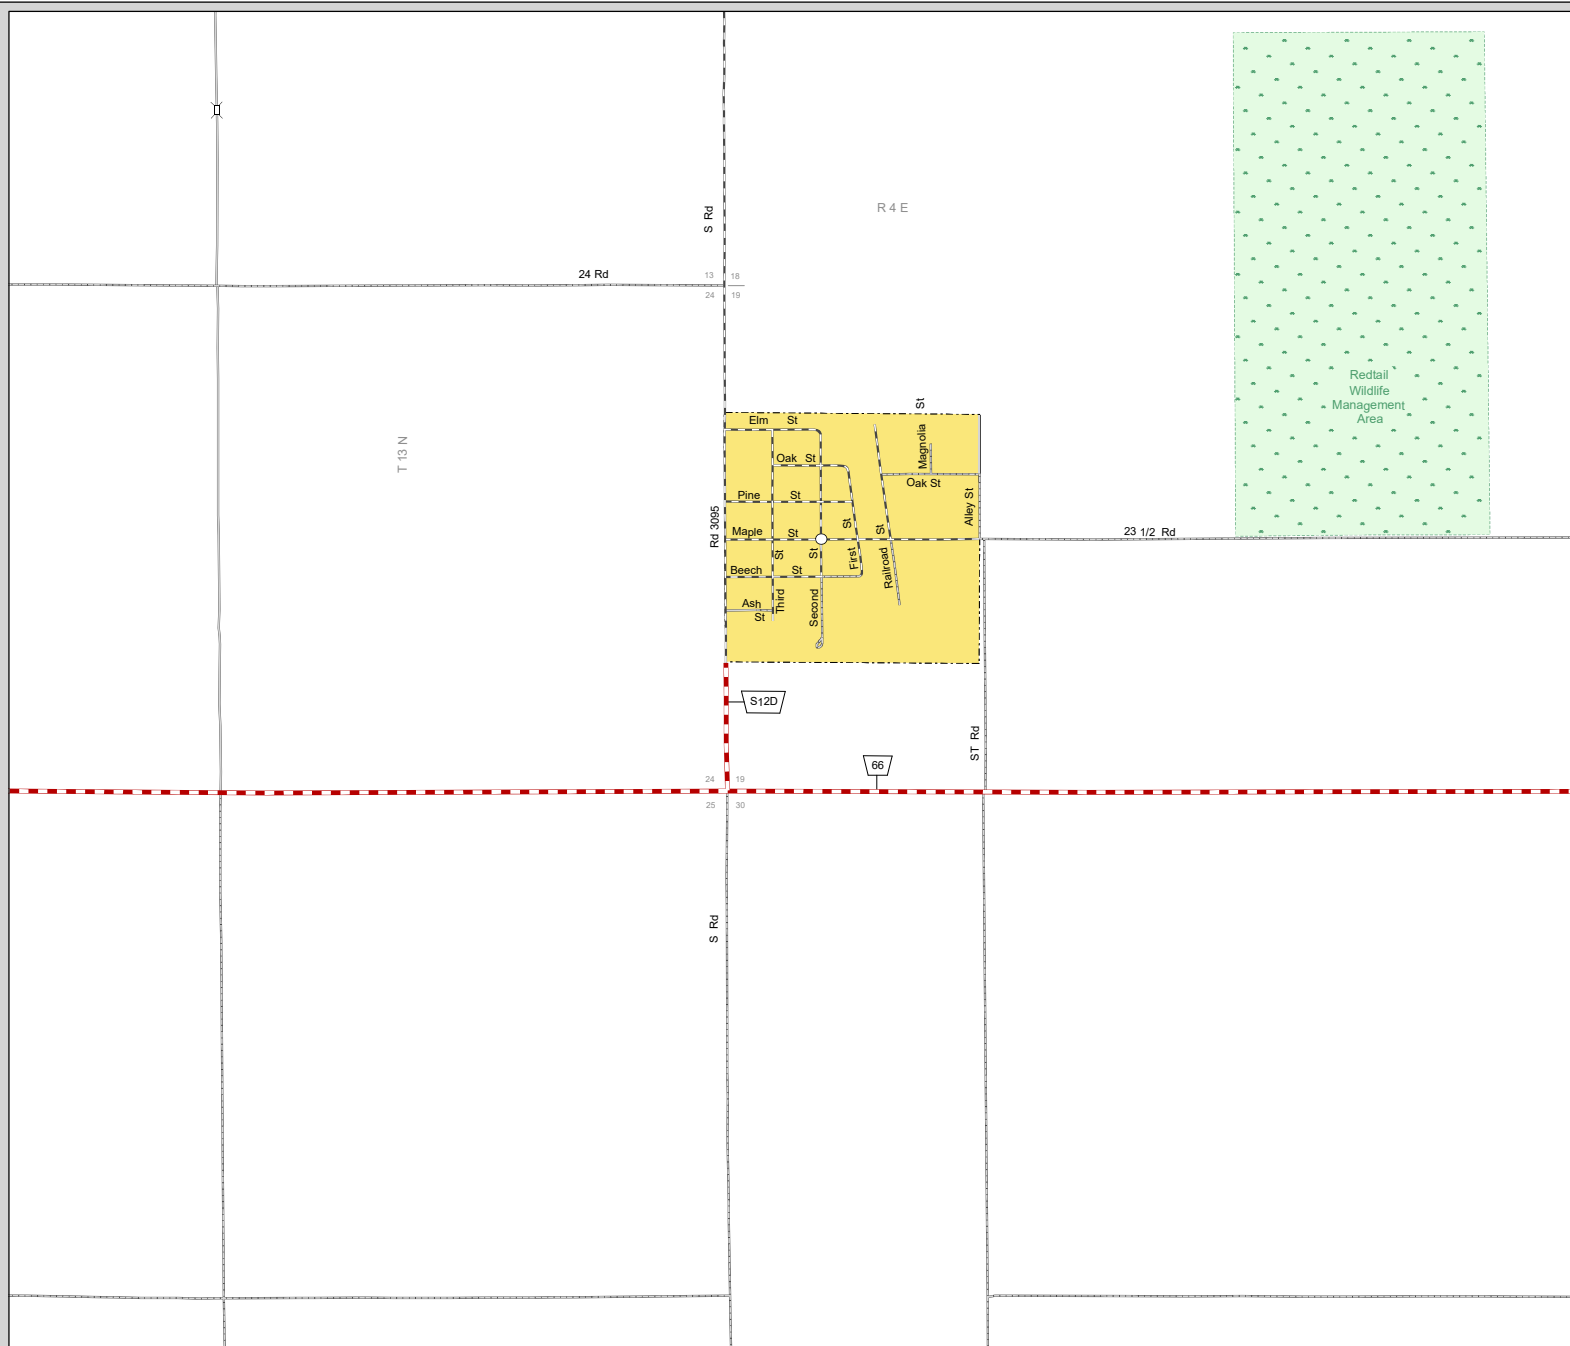 S Rd
R 4 E
24 Rd
13 18
24 19
Redtail
Wildlife
Management
Area
T 13 N
Elm St
Magnolia St
Oak St
Oak St
Pine St
Alley St
Rd 3095
Maple St
23 1/2 Rd
First St
Railroad St
Beech St
Third St
Second St
Ash
St
S12D
ST Rd
66
24 19
25 30
S Rd